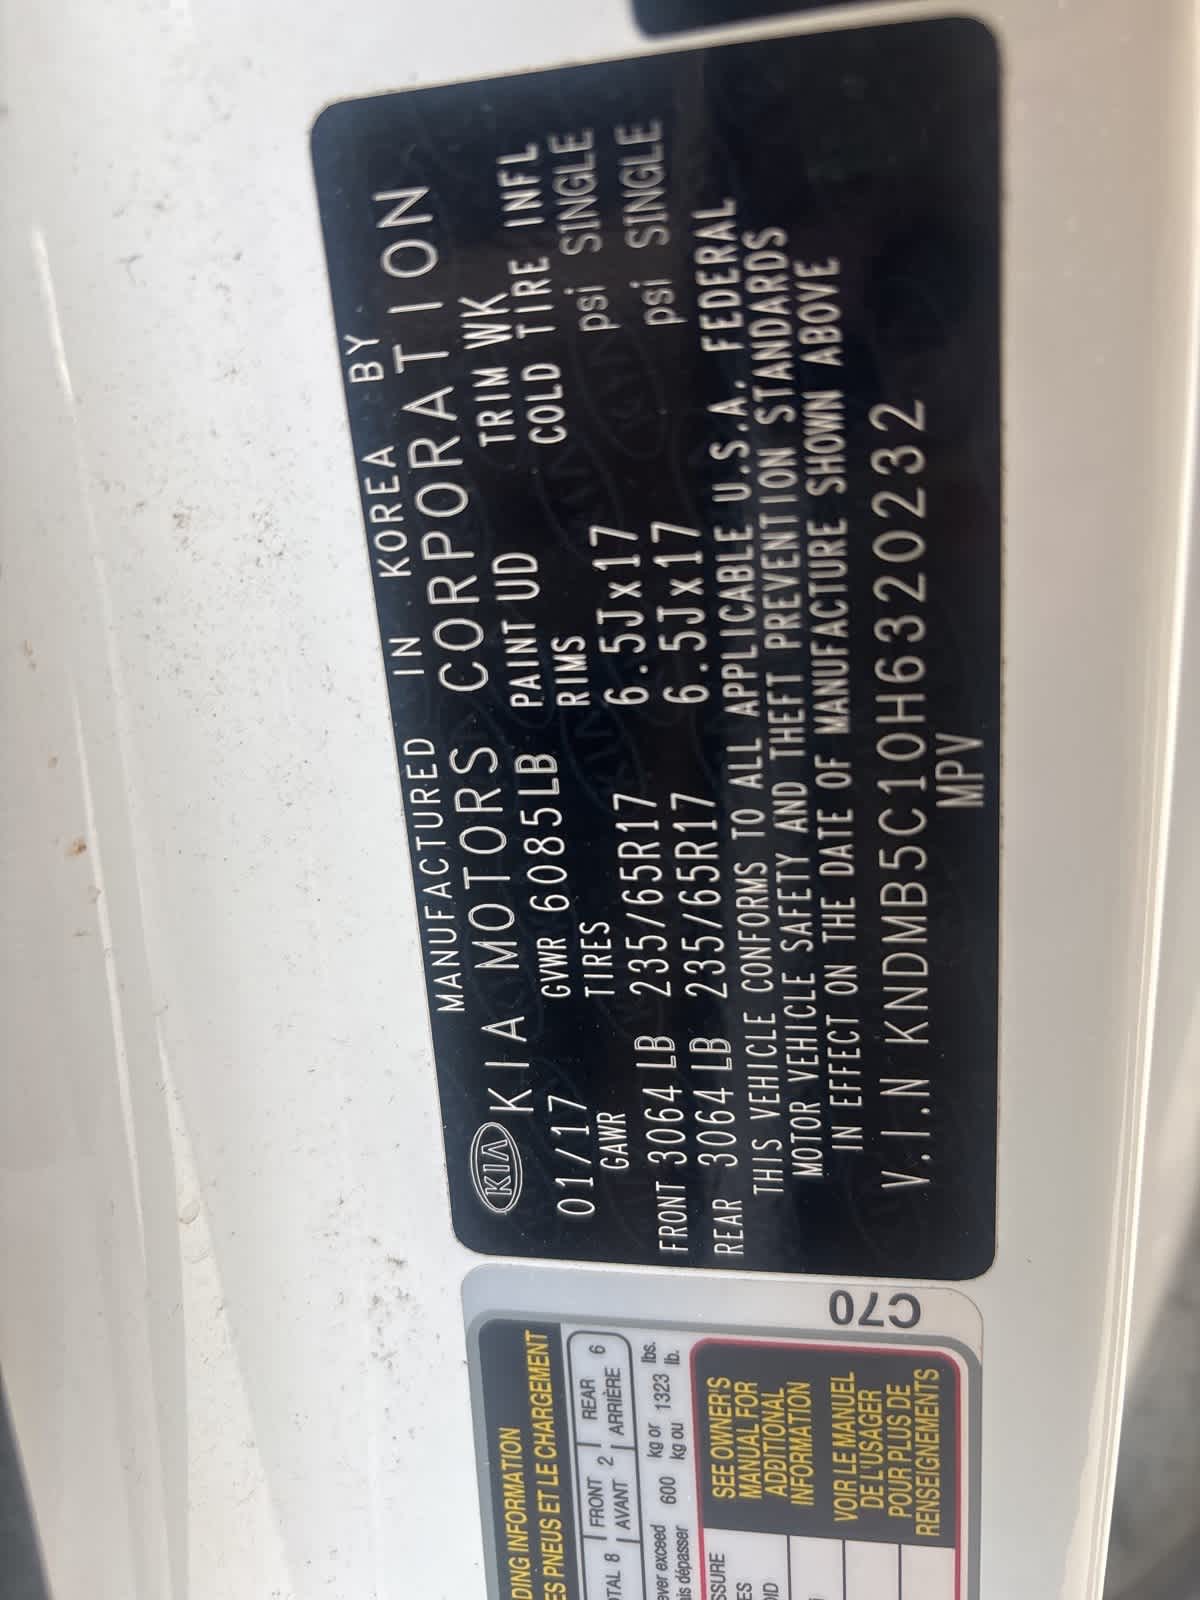 MANUFACTURED IN KOREA BY
KIA KIA MOTORS CORPORATION
01/17 GVWR 6085LB PAINT UD TRIM WK
GAWR TIRES RIMS COLD TIRE INFL
FRONT 3064 LB 235/65R17 6.5Jx17 psi SINGLE
REAR 3064 LB 235/65R17 6.5Jx17 psi SINGLE
THIS VEHICLE CONFORMS TO ALL APPLICABLE U.S.A. FEDERAL
MOTOR VEHICLE SAFETY AND THEFT PREVENTION STANDARDS
IN EFFECT ON THE DATE OF MANUFACTURE SHOWN ABOVE
V.I.N KNDMB5C10H6320232
MPV
C70
INFORMATION
PNEUS ET LE CHARGEMENT
8 FRONT 2 REAR 6
AVANT ARRIÈRE
exceed 600 kg or 1323 lbs.
dépasser kg ou lb.
SEE OWNER'S
MANUAL FOR
ADDITIONAL
INFORMATION
VOIR LE MANUEL
DE L'USAGER
POUR PLUS DE
RENSEIGNEMENTS